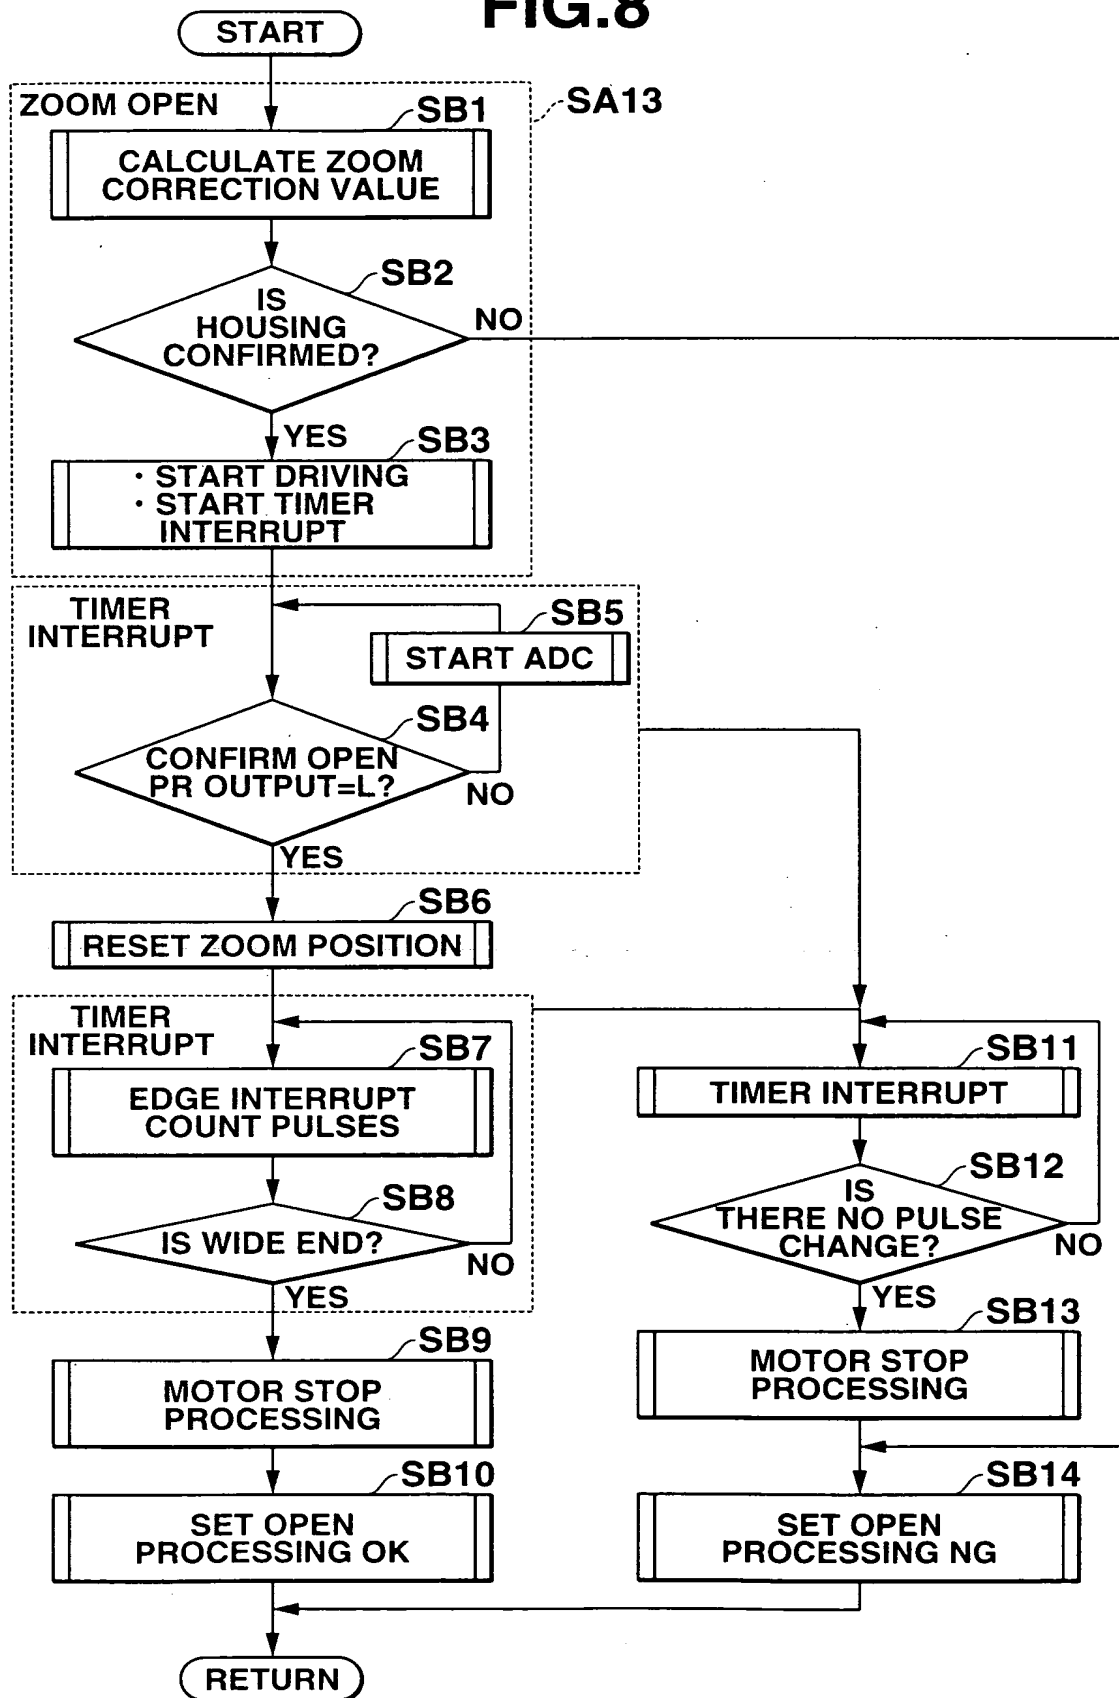 FIG.8
START
ZOOM OPEN
SA13
SB1
CALCULATE ZOOM
CORRECTION VALUE
SB2
IS
HOUSING
CONFIRMED?
NO
YES
SB3
· START DRIVING
· START TIMER
INTERRUPT
TIMER
INTERRUPT
SB5
START ADC
SB4
CONFIRM OPEN
PR OUTPUT=L?
NO
YES
SB6
RESET ZOOM POSITION
TIMER
INTERRUPT
SB7
EDGE INTERRUPT
COUNT PULSES
SB8
IS WIDE END?
NO
YES
SB9
MOTOR STOP
PROCESSING
SB10
SET OPEN
PROCESSING OK
SB11
TIMER INTERRUPT
SB12
IS
THERE NO PULSE
CHANGE?
NO
YES
SB13
MOTOR STOP
PROCESSING
SB14
SET OPEN
PROCESSING NG
RETURN